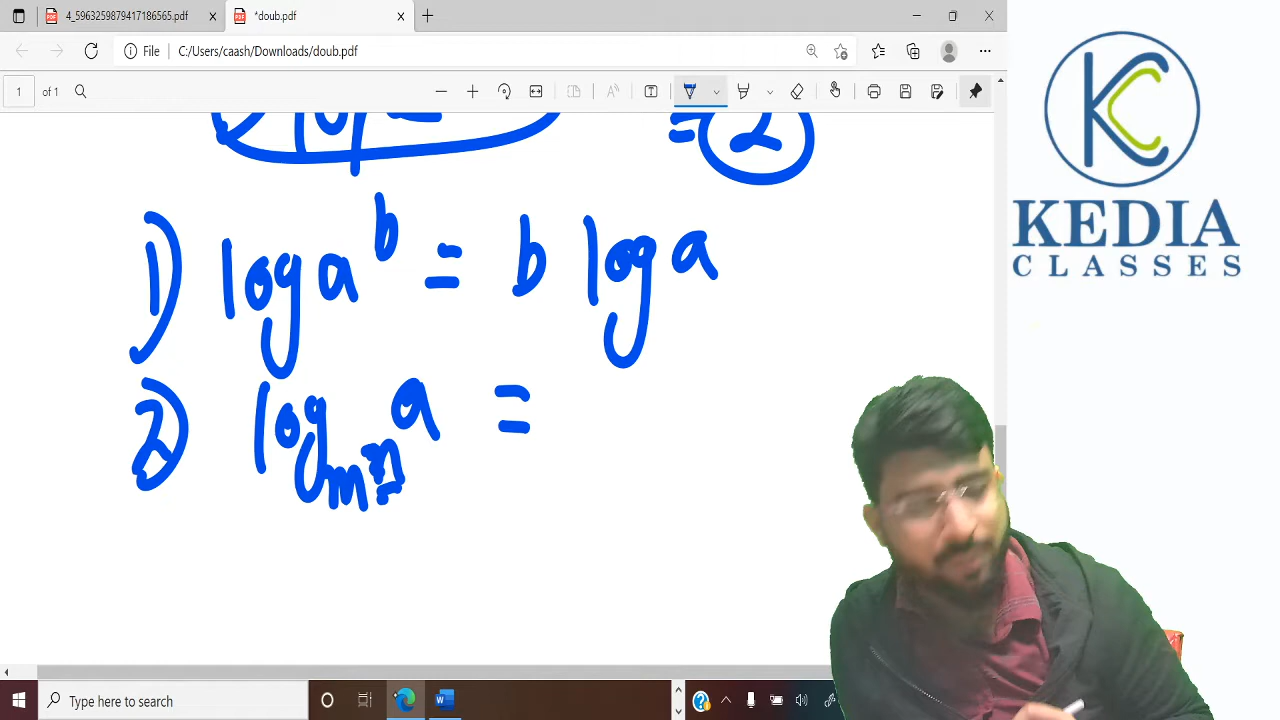 4_5963259879417186565.pdf
*doub.pdf
File C:/Users/caash/Downloads/doub.pdf
1 of 1
= 2
1) log a^b = b log a
2) log_{m^n} a =
KEDIA
CLASSES
Type here to search